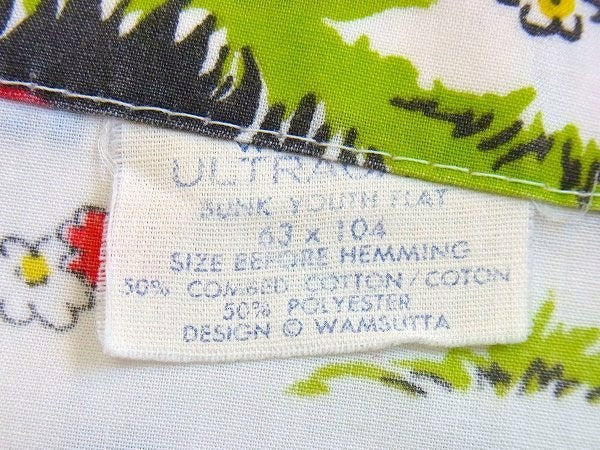 BUNK YOUTH FLAT
63 x 104
SIZE BEFORE HEMMING
50% COMBED COTTON/COTON
50% POLYESTER
DESIGN © WAMSUTTA